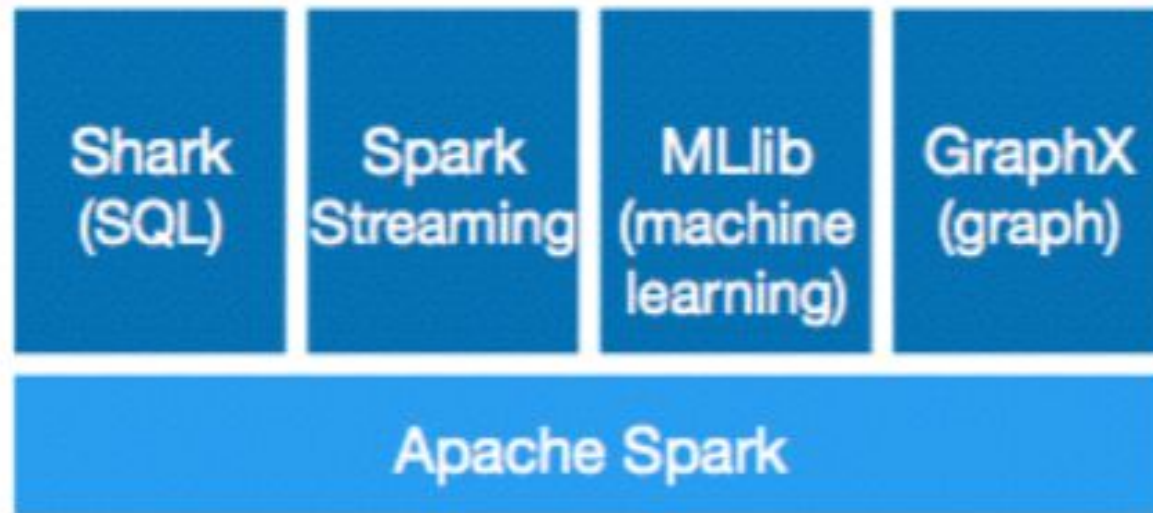 Shark
(SQL)
Spark
Streaming
MLlib
(machine
learning)
GraphX
(graph)
Apache Spark